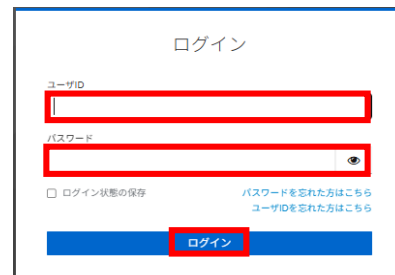 ログイン
ユーザID
パスワード
ログイン状態の保存
パスワードを忘れた方はこちら
ユーザIDを忘れた方はこちら
ログイン